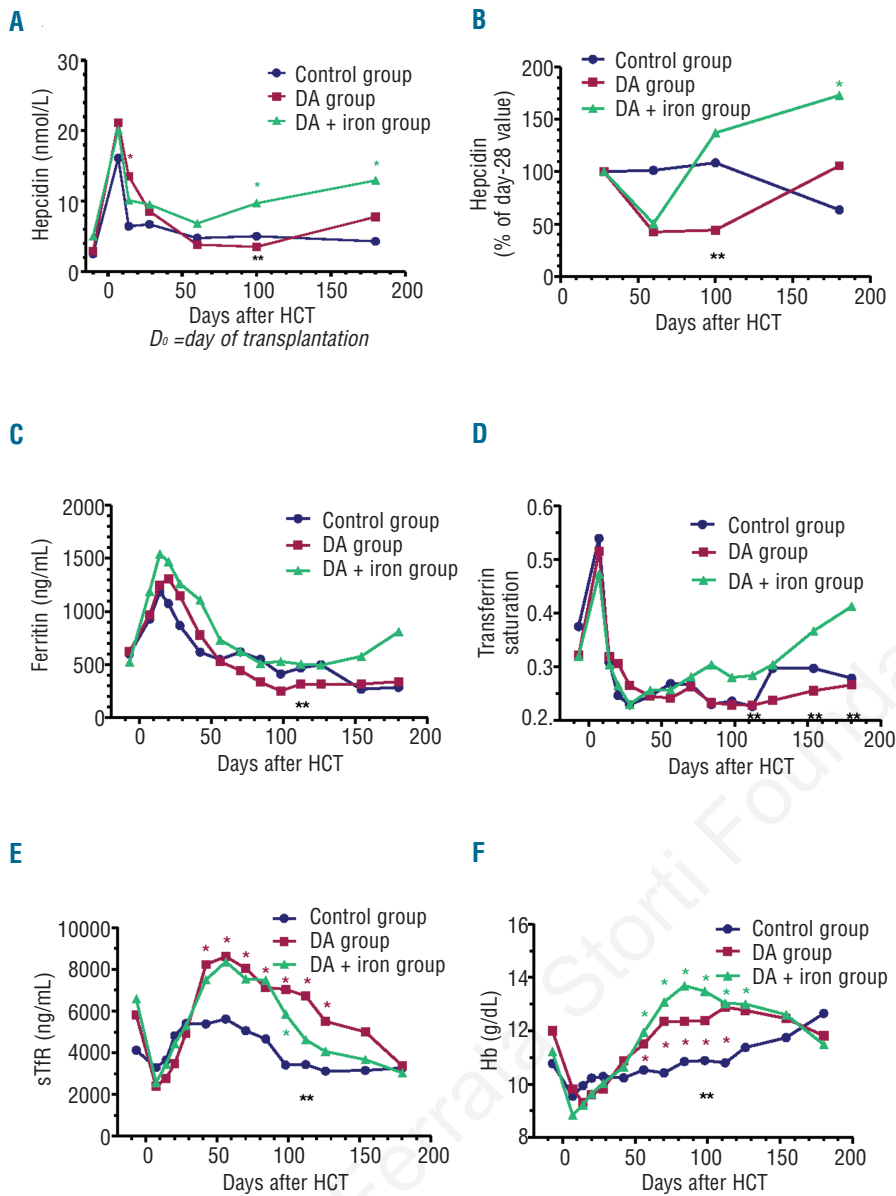 A
30
20
10
0
Hepcidin (nmol/L)
Control group
DA group
DA + iron group
*
*
*
**
0 50 100 150 200
Days after HCT
D0 =day of transplantation
B
200
150
100
50
0
Hepcidin
(% of day-28 value)
Control group
DA group
DA + iron group
*
**
0 50 100 150 200
Days after HCT
C
2000
1500
1000
500
0
Ferritin (ng/mL)
Control group
DA group
DA + iron group
**
0 50 100 150 200
Days after HCT
D
0.6
0.5
0.4
0.3
0.2.
Transferrin
saturation
Control group
DA group
DA + iron group
** ** **
0 50 100 150 200
Days after HCT
E
10000
8000
6000
4000
2000
0
sTfR (ng/mL)
Control group
DA group
DA + iron group
* * * * * * *
*
**
0 50 100 150 200
Days after HCT
F
16
14
12
10
8
Hb (g/dL)
Control group
DA group
DA + iron group
* * * * * *
* * * * *
**
0 50 100 150 200
Days after HCT
Ferrata Storti Founda